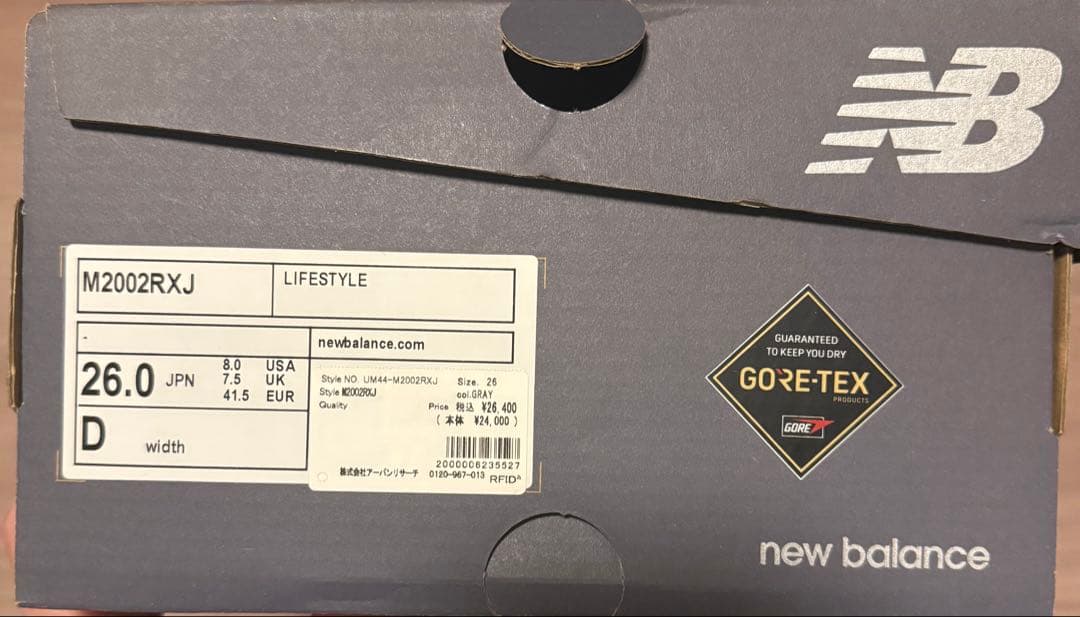 NB
M2002RXJ
LIFESTYLE
-
newbalance.com
26.0 JPN
8.0 USA
7.5 UK
41.5 EUR
D width
Style NO. UM44-M2002RXJ Size. 26
Style M2002RXJ col.GRAY
Quality Price 税込 ¥26,400
( 本体 ¥24,000 )
2000006235527
株式会社アーバンリサーチ 0120-967-013 RFID
GUARANTEED
TO KEEP YOU DRY
GORE-TEX
PRODUCTS
GORE
new balance